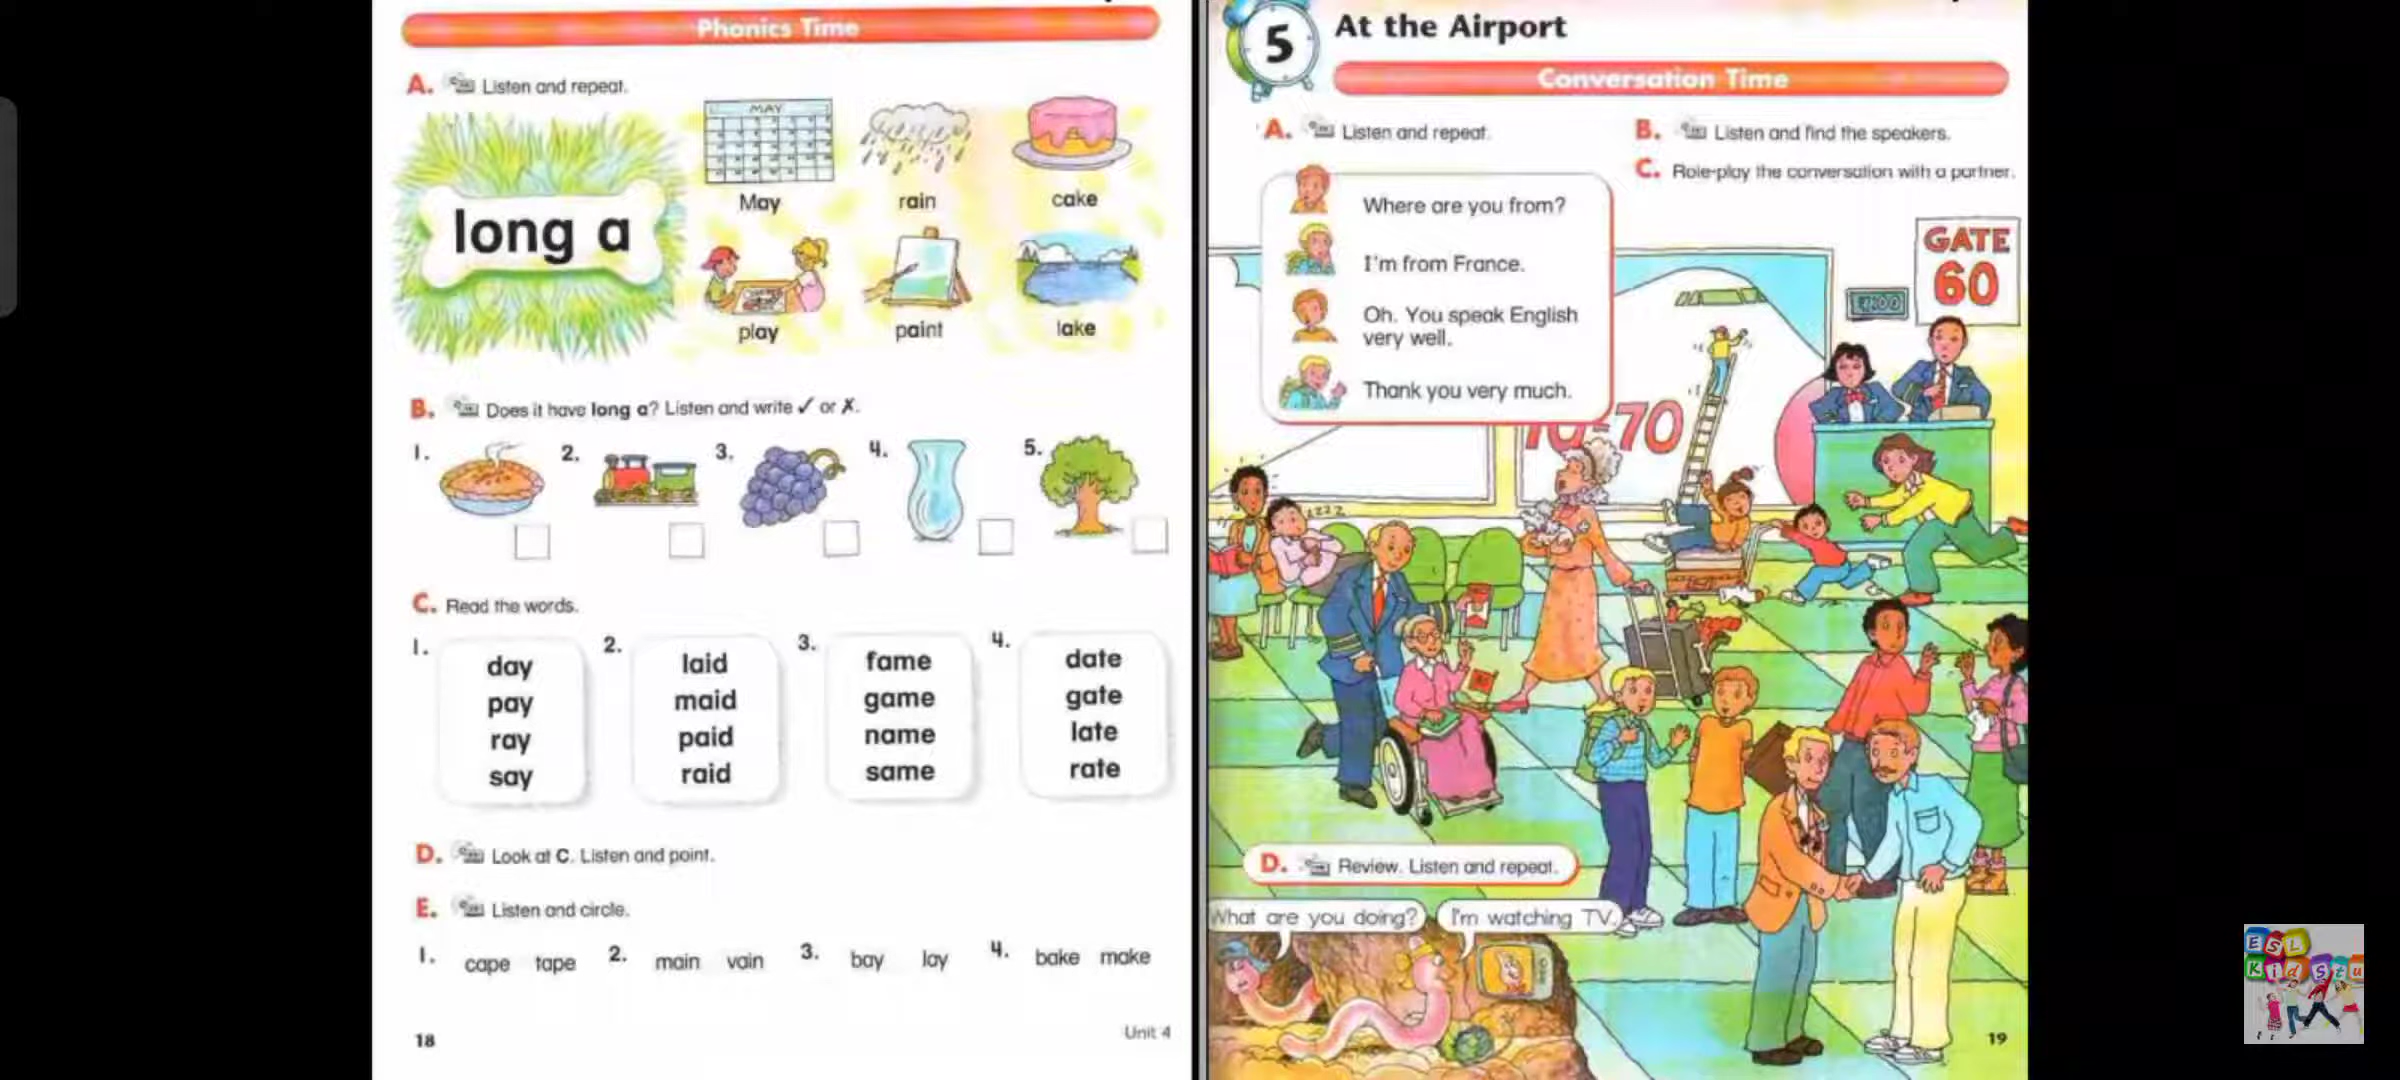 Phonics Time
A. Listen and repeat.
long a
MAY
May
rain
cake
play
paint
lake
B. Does it have long a? Listen and write ✓ or ✗.
1.
2.
3.
4.
5.
C. Read the words.
1.
day
pay
ray
say
2.
laid
maid
paid
raid
3.
fame
game
name
same
4.
date
gate
late
rate
D. Look at C. Listen and point.
E. Listen and circle.
1. cape tape 2. main vain 3. bay lay 4. bake make
18
Unit 4
5
At the Airport
Conversation Time
A. Listen and repeat.
B. Listen and find the speakers.
C. Role-play the conversation with a partner.
Where are you from?
I'm from France.
Oh. You speak English
very well.
Thank you very much.
GATE
60
70
zzzz
D. Review. Listen and repeat.
What are you doing?
I'm watching TV.
19
ESL
Kid Stu